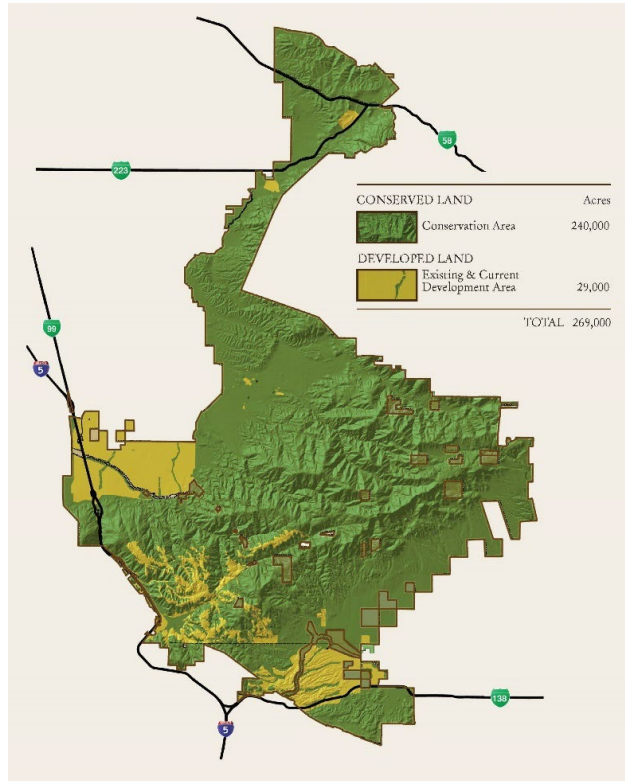 58
223
CONSERVED LAND Acres
Conservation Area 240,000
DEVELOPED LAND
Existing & Current
Development Area 29,000
TOTAL 269,000
99
5
138
5